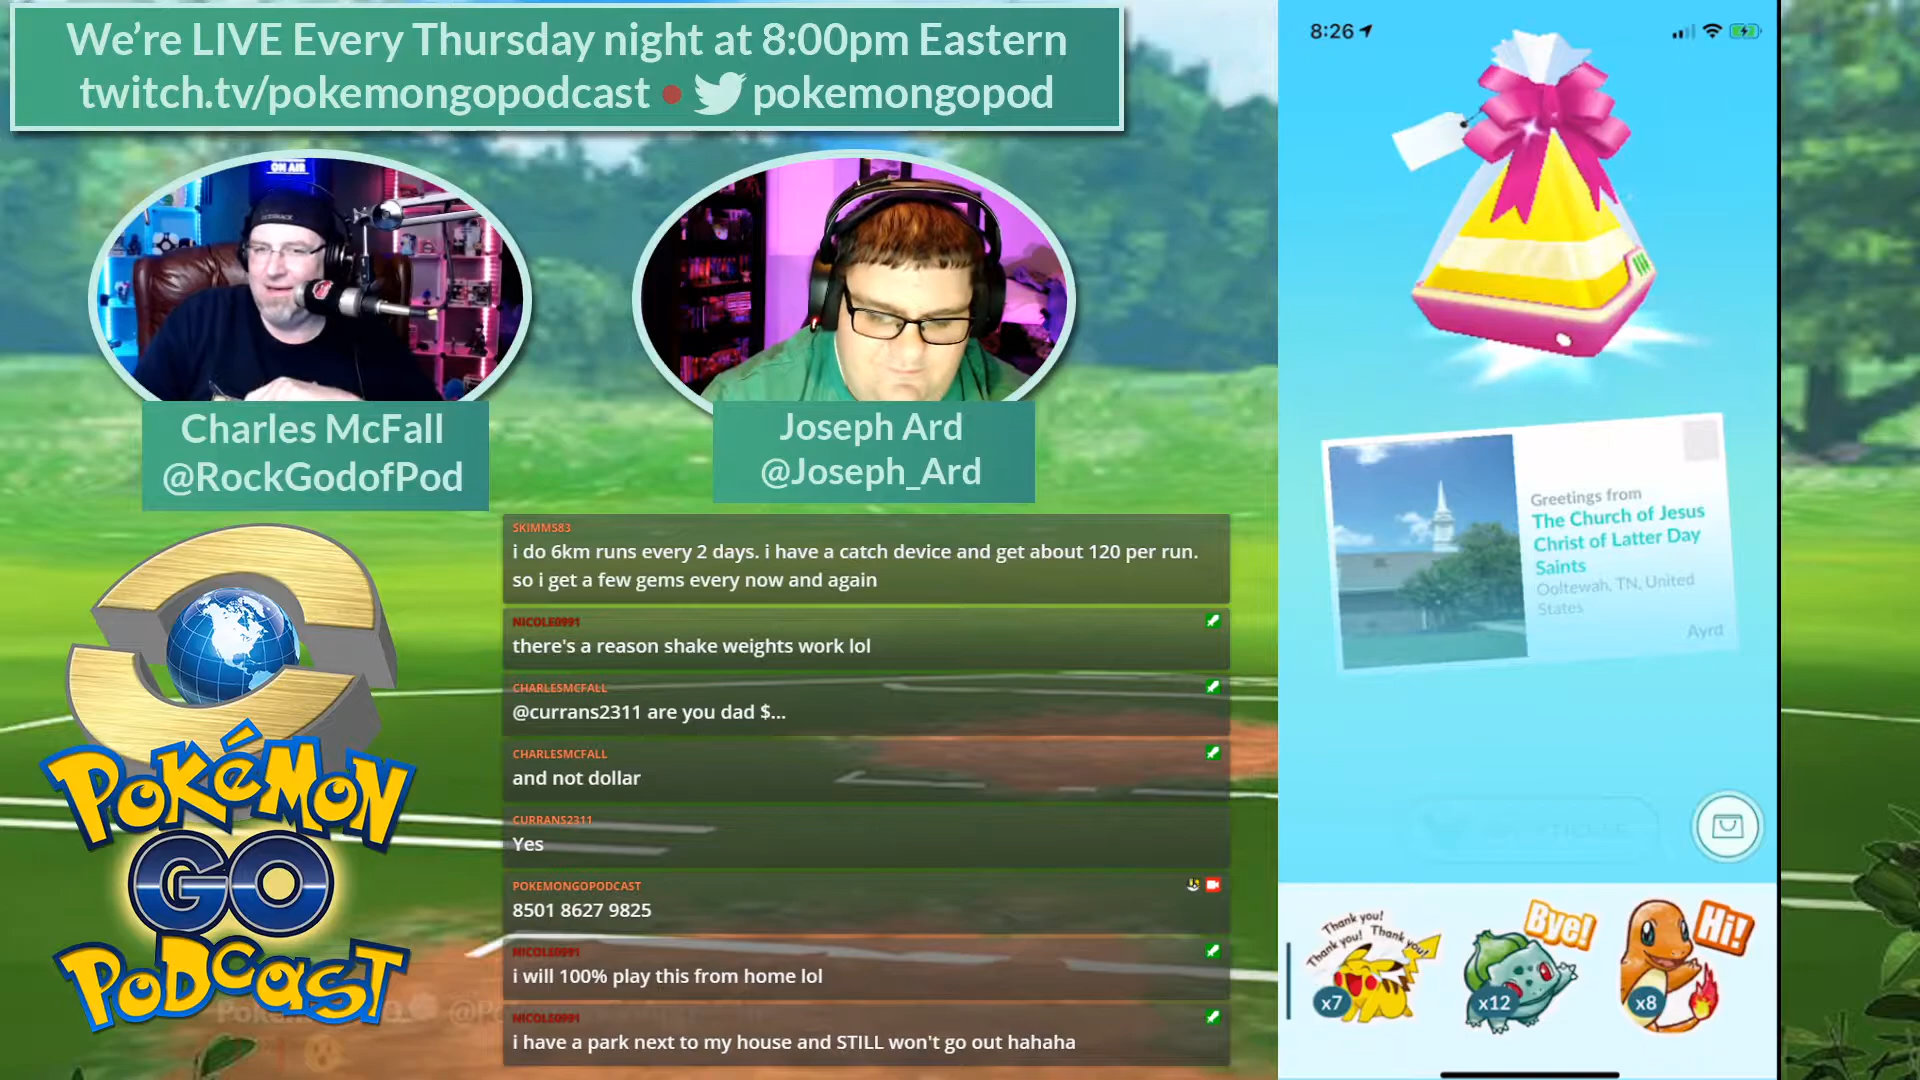 We're LIVE Every Thursday night at 8:00pm Eastern
twitch.tv/pokemongopodcast • pokemongopod
ON AIR
Charles McFall
@RockGodofPod
Joseph Ard
@Joseph_Ard
POKÉMON
GO
PODCAST
SKIMMS83
i do 6km runs every 2 days. i have a catch device and get about 120 per run.
so i get a few gems every now and again
NICOLE0991
there's a reason shake weights work lol
CHARLESMCFALL
@currans2311 are you dad $...
CHARLESMCFALL
and not dollar
CURRANS2311
Yes
POKEMONGOPODCAST
8501 8627 9825
NICOLE0991
i will 100% play this from home lol
NICOLE0991
i have a park next to my house and STILL won't go out hahaha
8:26
Greetings from
The Church of Jesus
Christ of Latter Day
Saints
Ooltewah, TN, United
States
Ayrd
Thank you!
Thank you! Thank you!
x7
Bye!
x12
Hi!
x8